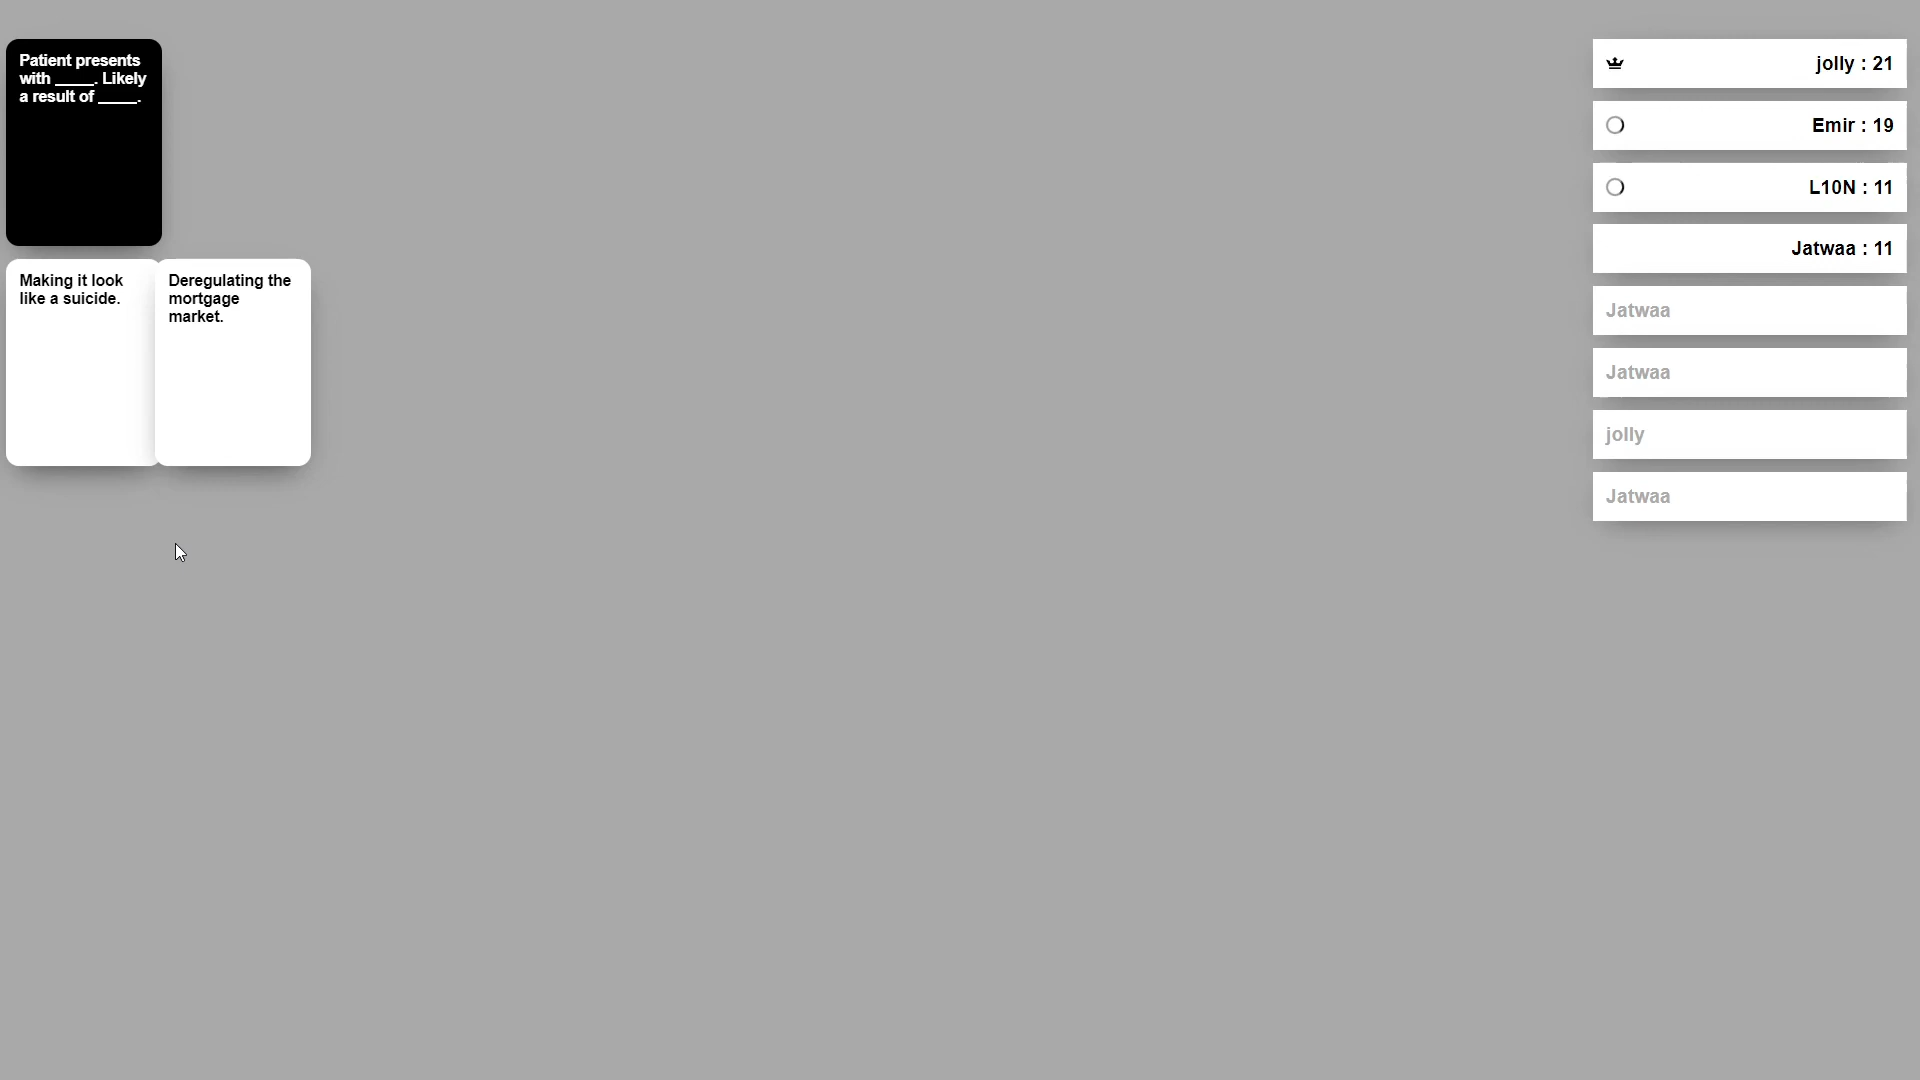 Patient presents
with _____. Likely
a result of _____.
Making it look
like a suicide.
Deregulating the
mortgage
market.
jolly : 21
Emir : 19
L10N : 11
Jatwaa : 11
Jatwaa
Jatwaa
jolly
Jatwaa